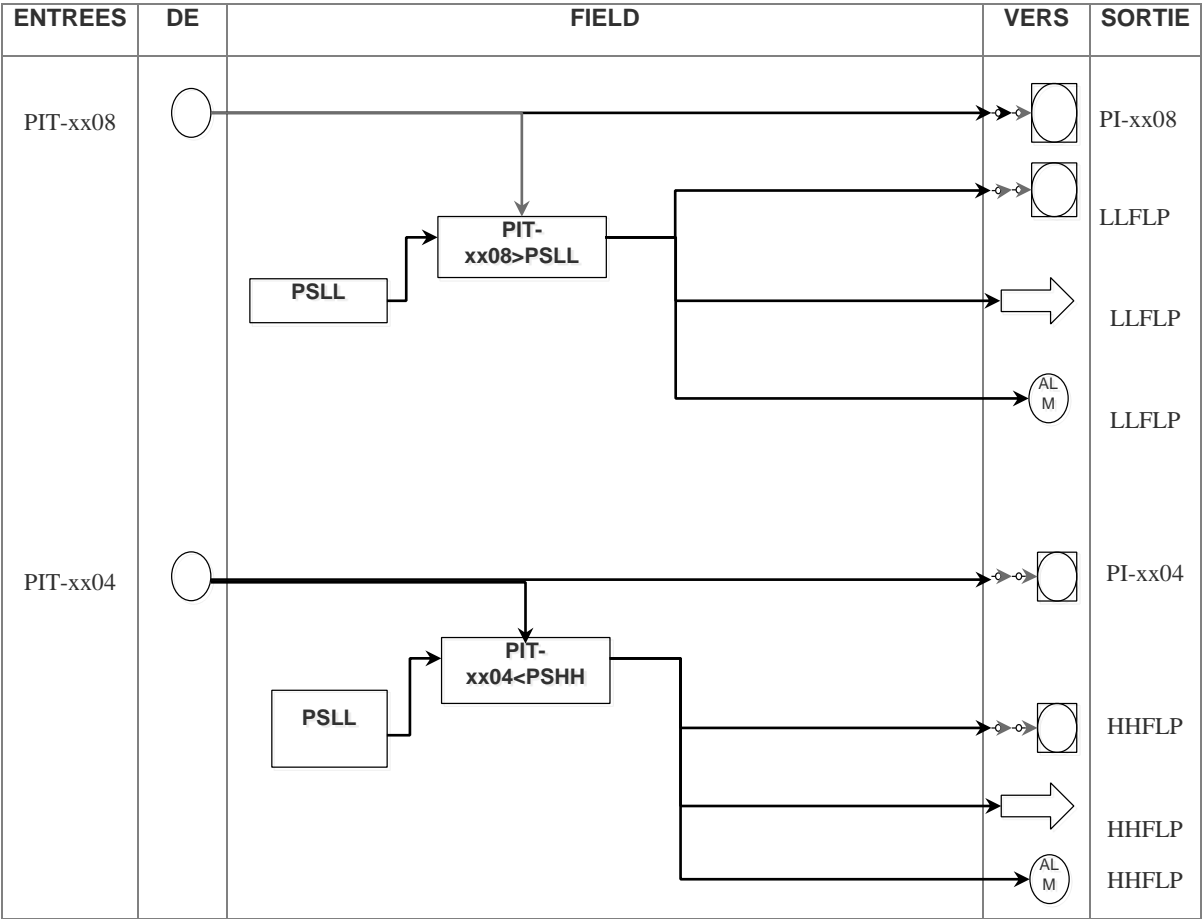 ENTREES DE FIELD VERS SORTIE
PIT-xx08
PI-xx08
LLFLP
PIT-
xx08>PSLL
PSLL
LLFLP
AL
M
LLFLP
PIT-xx04
PI-xx04
PIT-
xx04<PSHH
PSLL
HHFLP
HHFLP
AL
M
HHFLP